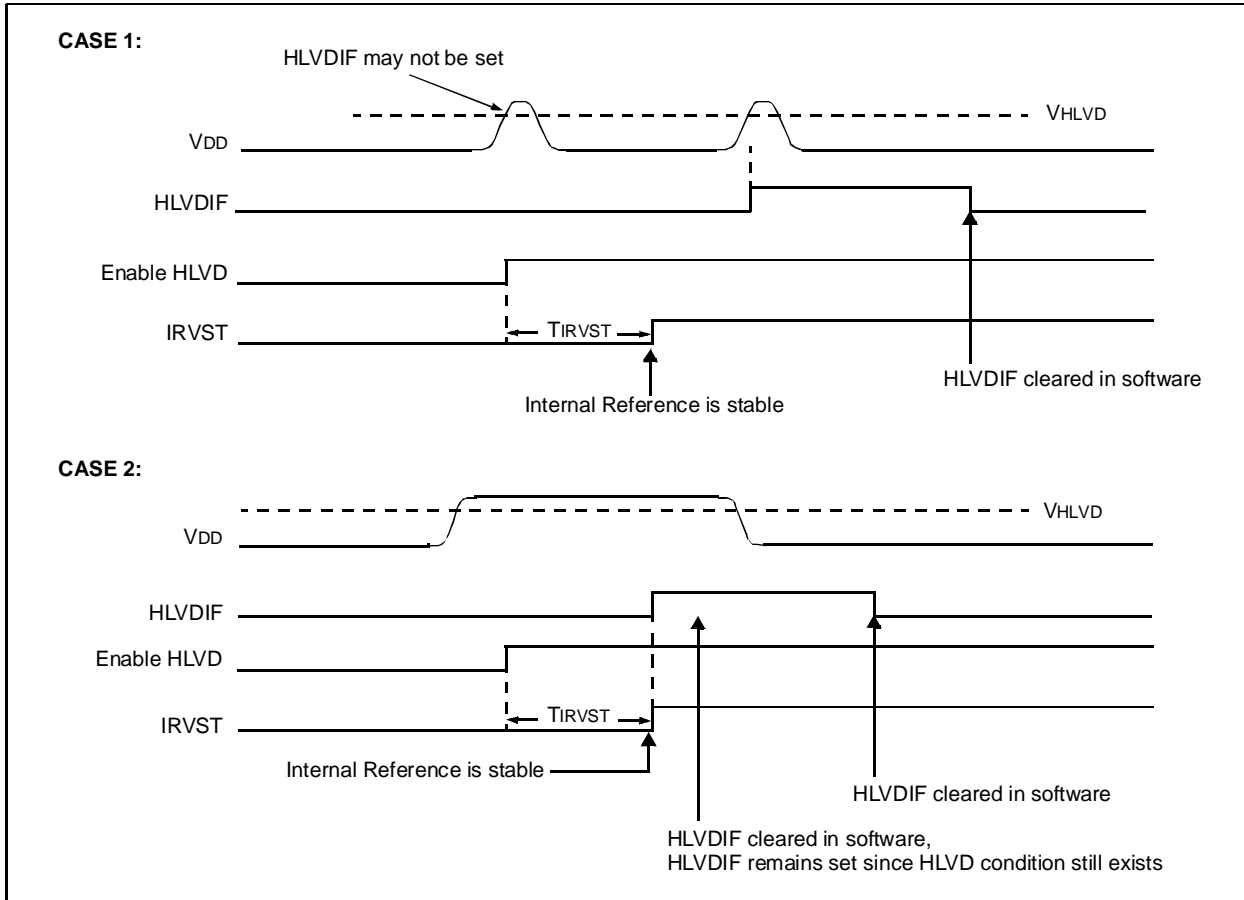 CASE 1:
HLVDIF may not be set
VHLVD
VDD
HLVDIF
Enable HLVD
IRVST
TIRVST
HLVDIF cleared in software
Internal Reference is stable
CASE 2:
VHLVD
VDD
HLVDIF
Enable HLVD
IRVST
TIRVST
Internal Reference is stable
HLVDIF cleared in software
HLVDIF cleared in software,
HLVDIF remains set since HLVD condition still exists